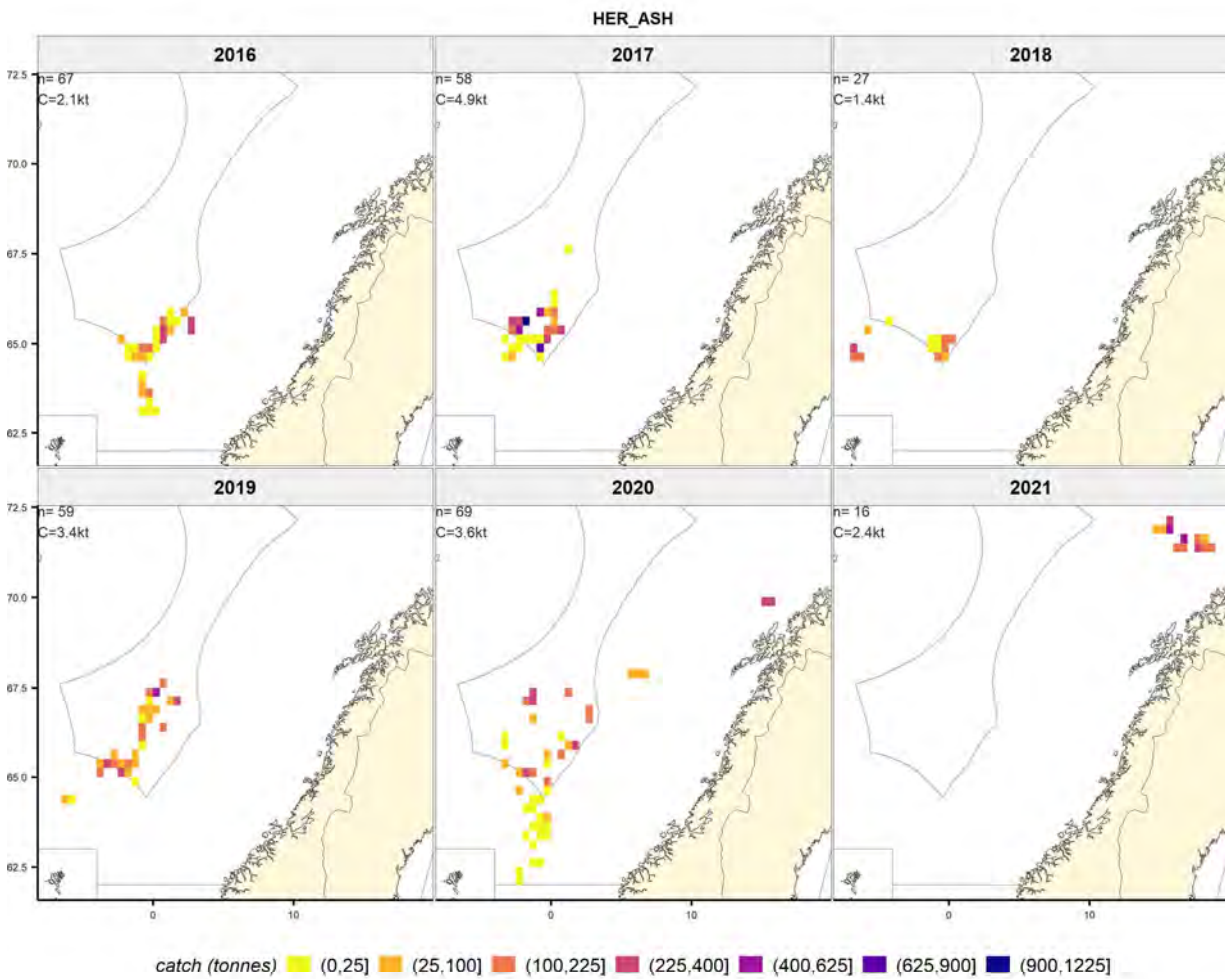 HER_ASH
2016 2017 2018
72.5
n= 67
C=2.1kt
n= 58
C=4.9kt
n= 27
C=1.4kt
70.0
67.5
65.0
62.5
2019 2020 2021
72.5
n= 59
C=3.4kt
n= 69
C=3.6kt
n= 16
C=2.4kt
70.0
67.5
65.0
62.5
0 10 0 10 0 10
catch (tonnes) (0,25] (25,100] (100,225] (225,400] (400,625] (625,900] (900,1225]